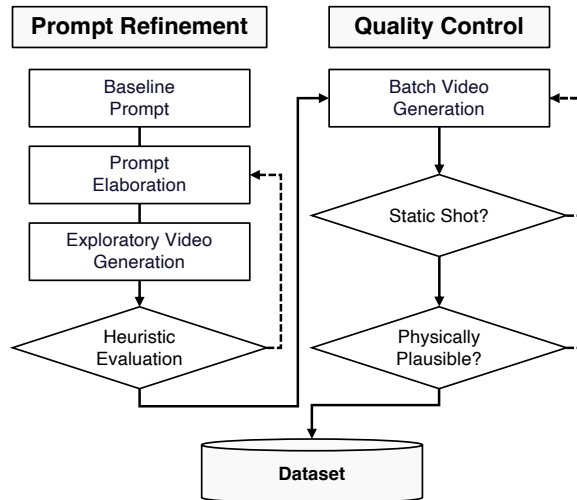 Prompt Refinement
Baseline
Prompt
Prompt
Elaboration
Exploratory Video
Generation
Heuristic
Evaluation
Quality Control
Batch Video
Generation
Static Shot?
Physically
Plausible?
Dataset